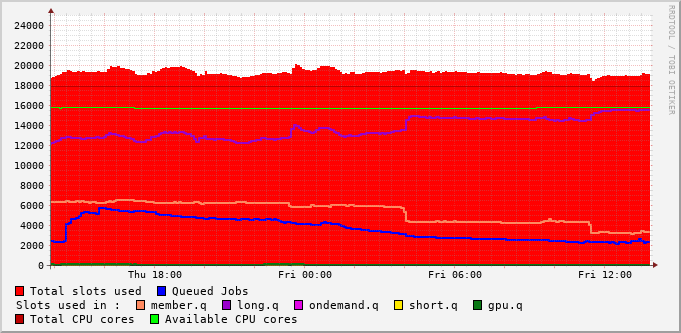 RRDTOOL / TOBI OETIKER
24000
22000
20000
18000
16000
14000
12000
10000
8000
6000
4000
2000
0
Thu 18:00 Fri 00:00 Fri 06:00 Fri 12:00
Total slots used Queued Jobs
Slots used in : member.q long.q ondemand.q short.q gpu.q
Total CPU cores Available CPU cores